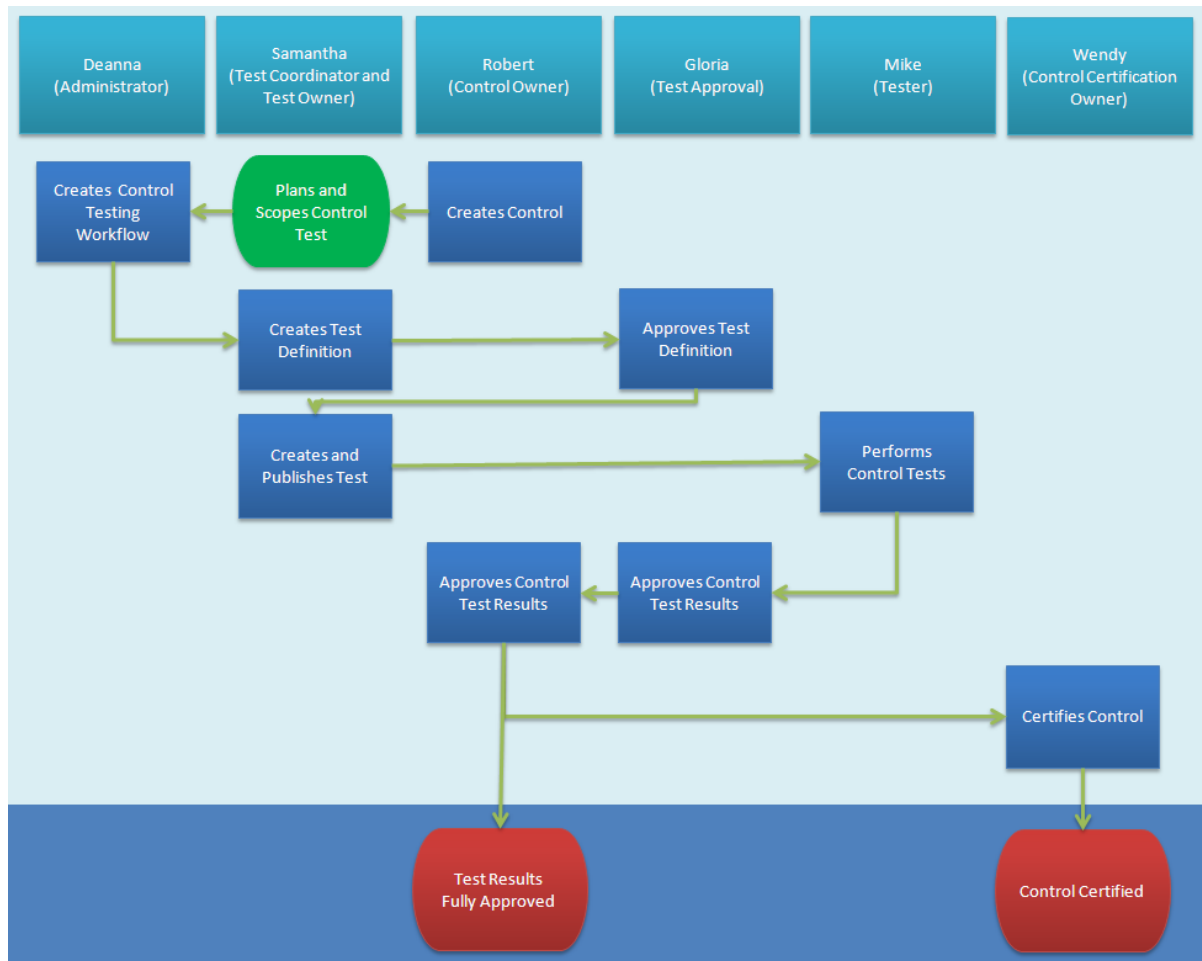 Deanna
(Administrator)
Samantha
(Test Coordinator and
Test Owner)
Robert
(Control Owner)
Gloria
(Test Approval)
Mike
(Tester)
Wendy
(Control Certification
Owner)
Creates Control
Testing
Workflow
Plans and
Scopes Control
Test
Creates Control
Creates Test
Definition
Approves Test
Definition
Creates and
Publishes Test
Performs
Control Tests
Approves Control
Test Results
Approves Control
Test Results
Certifies Control
Test Results
Fully Approved
Control Certified